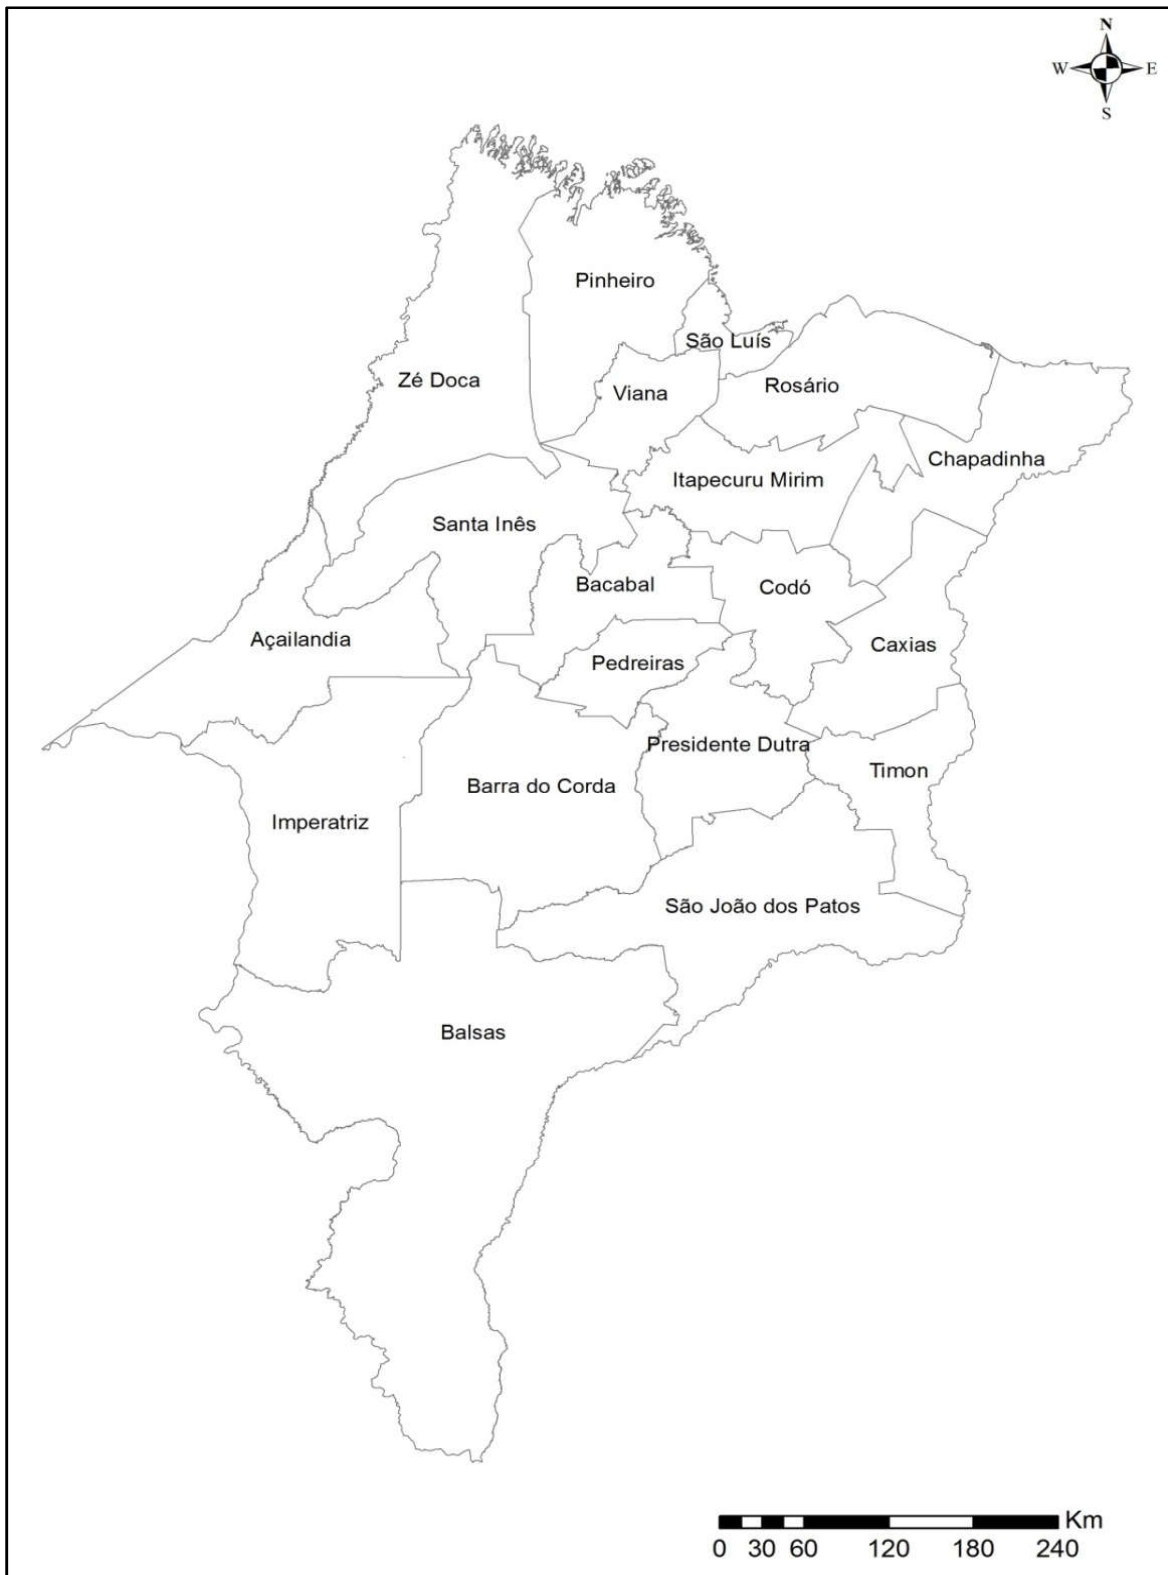 N
W E
S
Pinheiro
São Luís
Zé Doca
Rosário
Viana
Chapadinha
Itapecuru Mirim
Santa Inês
Bacabal
Codó
Açailandia
Caxias
Pedreiras
Presidente Dutra
Timon
Barra do Corda
Imperatriz
São João dos Patos
Balsas
Km
0 30 60 120 180 240